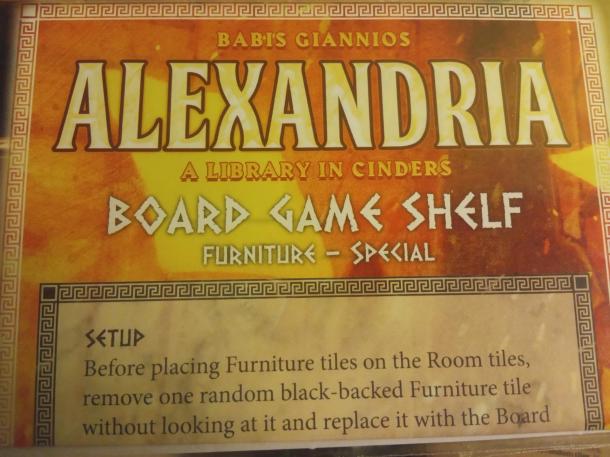 BABIS GIANNIOS
ALEXANDRIA
A LIBRARY IN CINDERS
BOARD GAME SHELF
FURNITURE – SPECIAL
SETUP
Before placing Furniture tiles on the Room tiles,
remove one random black-backed Furniture tile
without looking at it and replace it with the Board